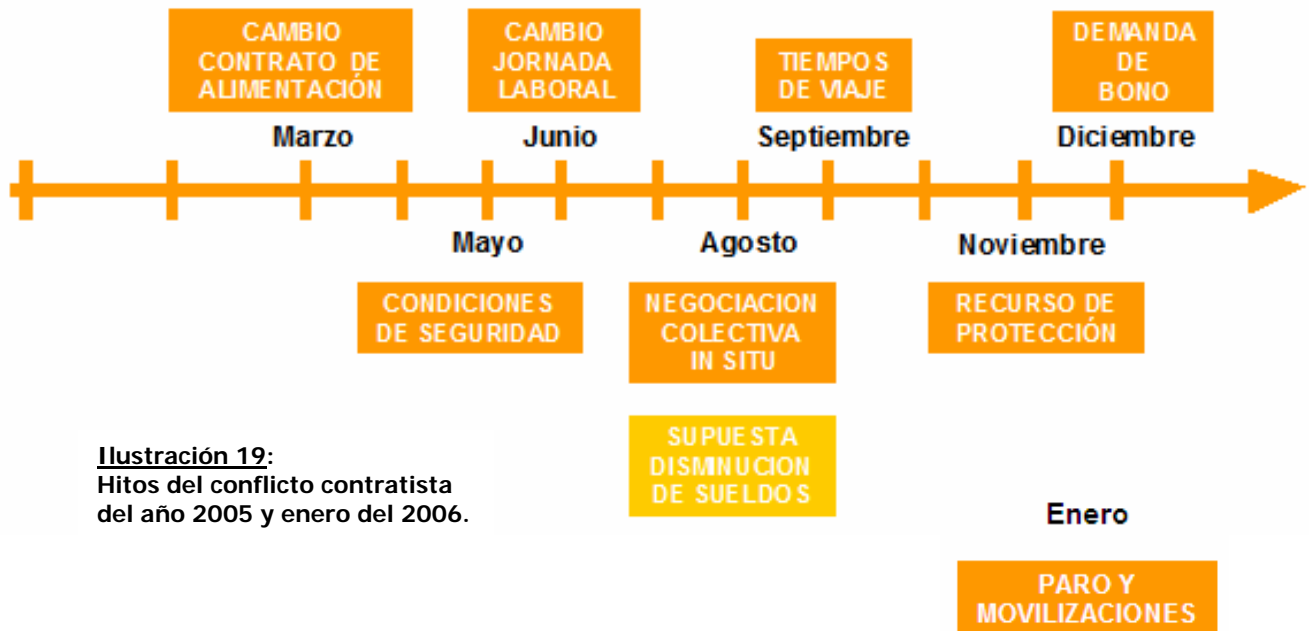 CAMBIO
CONTRATO DE
ALIMENTACIÓN
Marzo
CAMBIO
JORNADA
LABORAL
Junio
TIEMPOS
DE VIAJE
Septiembre
DEMANDA
DE
BONO
Diciembre
Mayo
CONDICIONES
DE SEGURIDAD
Agosto
NEGOCIACION
COLECTIVA
IN SITU
SUPUESTA
DISMINUCION
DE SUELDOS
Noviembre
RECURSO DE
PROTECCIÓN
Ilustración 19:
Hitos del conflicto contratista
del año 2005 y enero del 2006.
Enero
PARO Y
MOVILIZACIONES